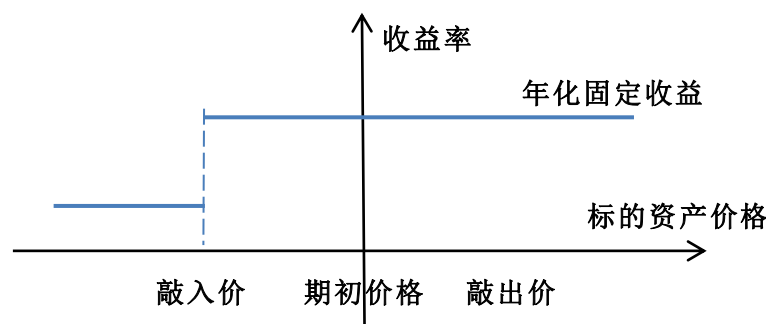 收益率
年化固定收益
标的资产价格
敲入价 期初价格 敲出价